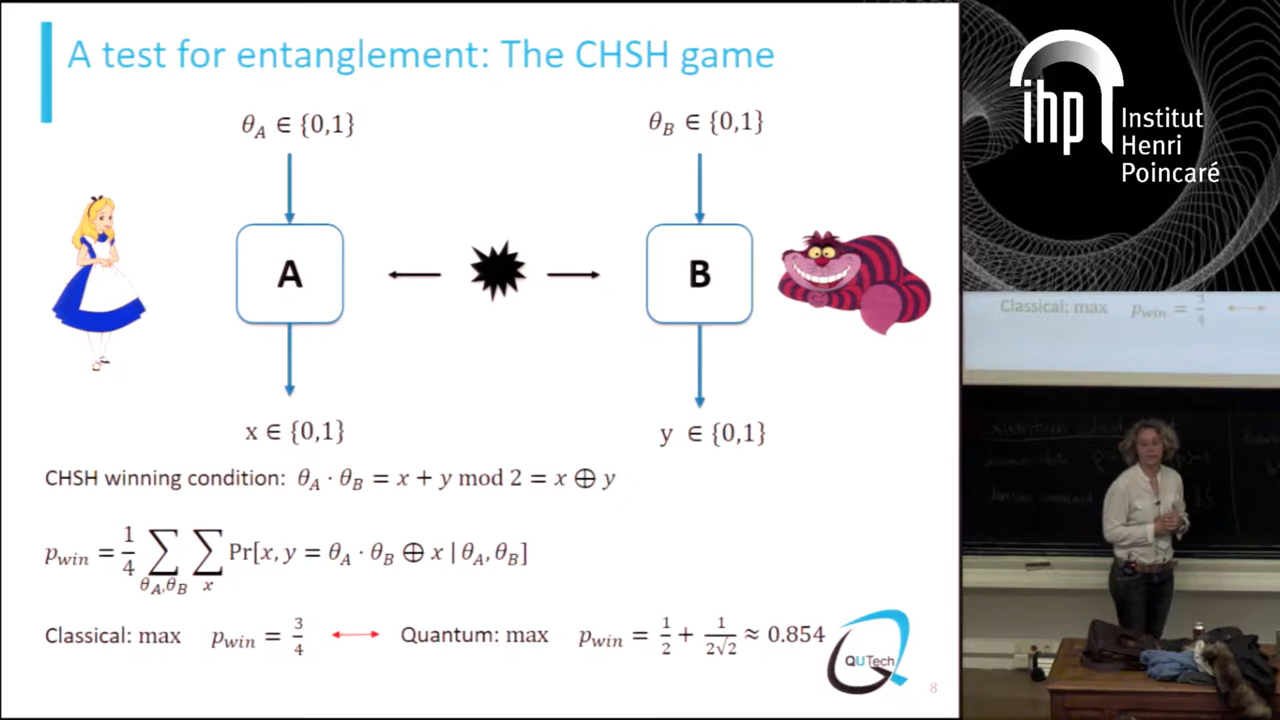 A test for entanglement: The CHSH game
θ_A ∈ {0,1}
θ_B ∈ {0,1}
A
B
x ∈ {0,1}
y ∈ {0,1}
CHSH winning condition: θ_A · θ_B = x + y mod 2 = x ⊕ y
p_win = 1/4 ∑_{θ_A,θ_B} ∑_x Pr[x, y = θ_A · θ_B ⊕ x | θ_A, θ_B]
Classical: max p_win = 3/4 ↔ Quantum: max p_win = 1/2 + 1/(2√2) ≈ 0.854
QUTech
8
ihp
Institut
Henri
Poincaré
Classical: max p_win = 3/4